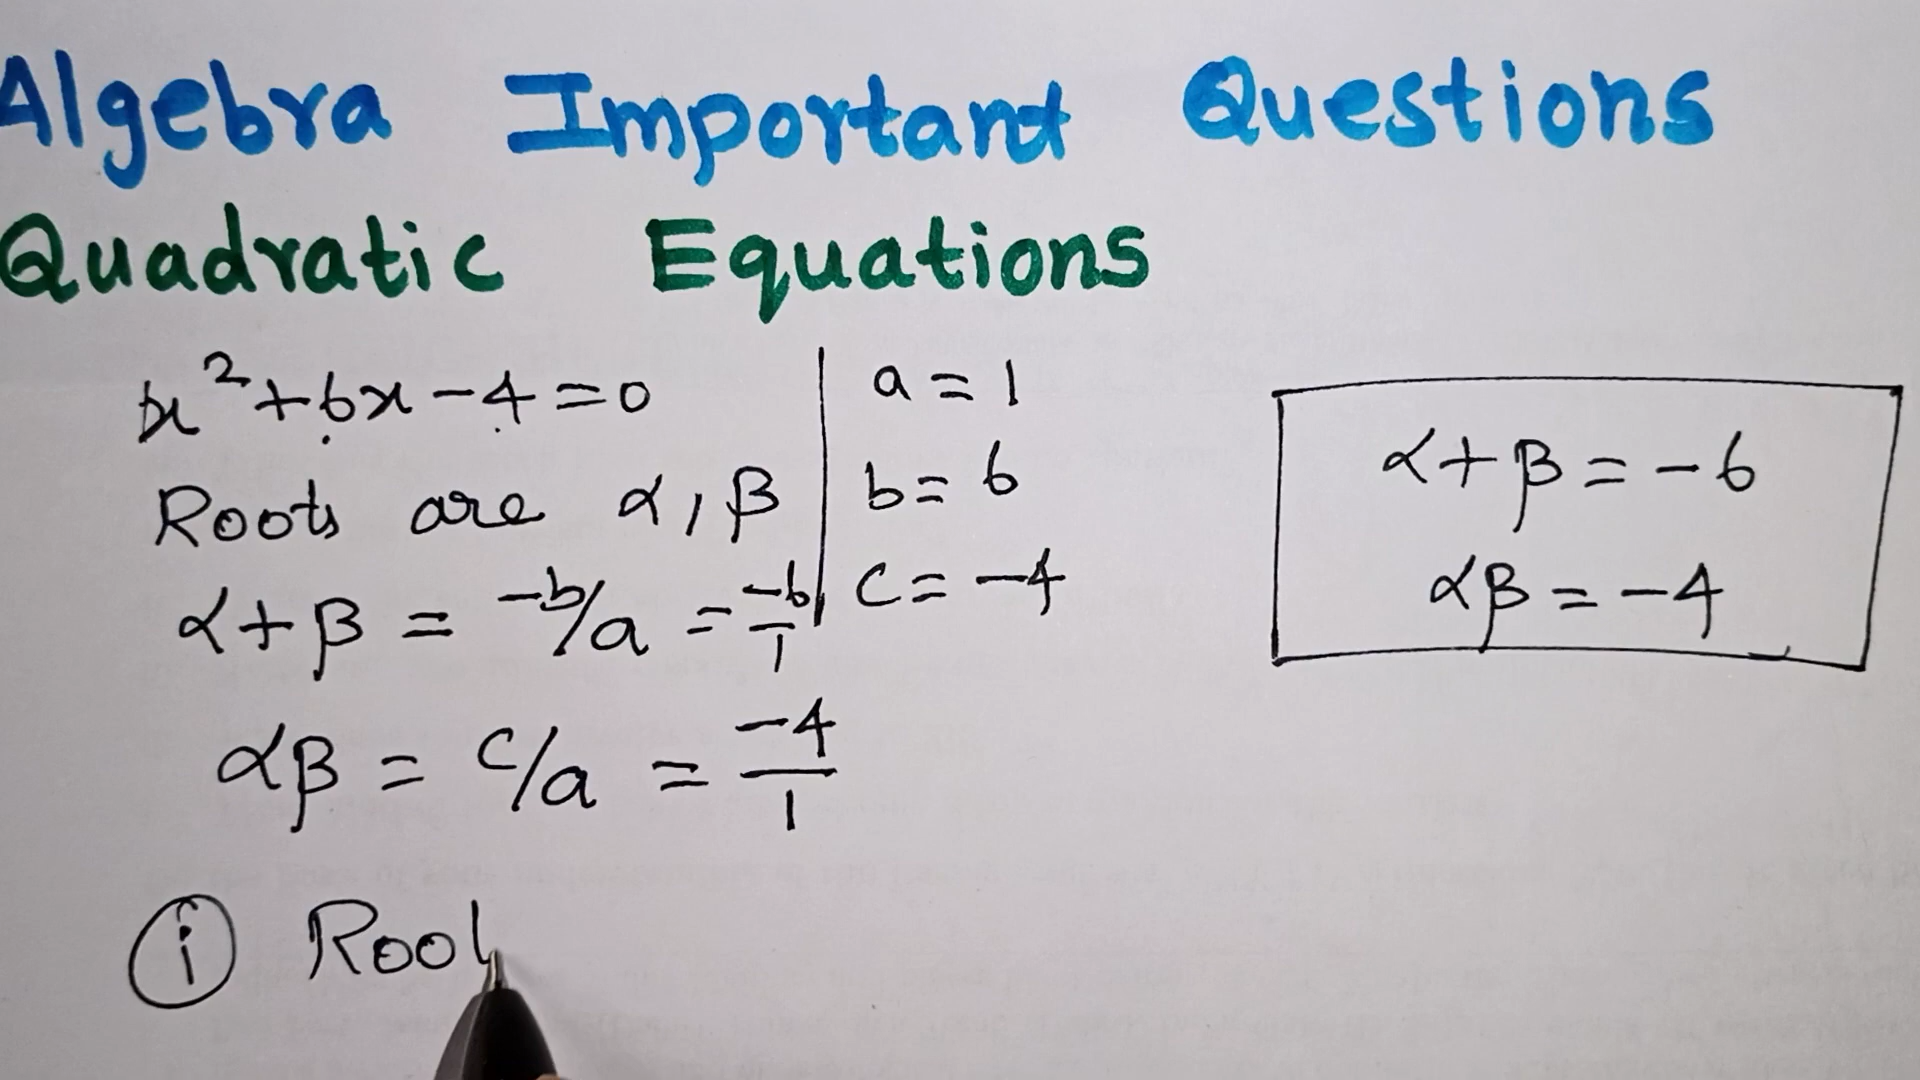 Algebra Important Questions
Quadratic Equations
x²+6x-4=0
Roots are α, β
α+β = -b/a = -6/1
αβ = c/a = -4/1
a = 1
b = 6
c = -4
α+β = -6
αβ = -4
(i) Root